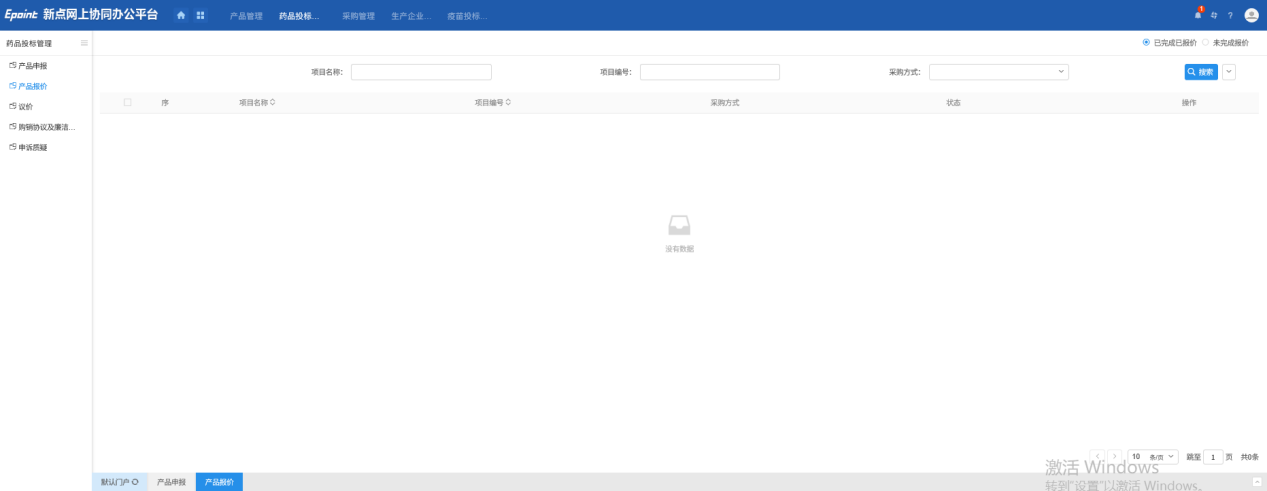 Epoint 新点网上协同办公平台 产品管理 药品投标... 采购管理 生产企业... 疫苗投标... 1 ?
药品投标管理 已完成已报价 未完成报价
产品申报
项目名称: 项目编号: 采购方式: 搜索
产品报价
序 项目名称 项目编号 采购方式 状态 操作
议价
购销协议及廉洁...
申诉质疑
没有数据
10 条/页 跳至 1 页 共0条
激活 Windows
默认门户 产品申报 产品报价
转到"设置"以激活 Windows。